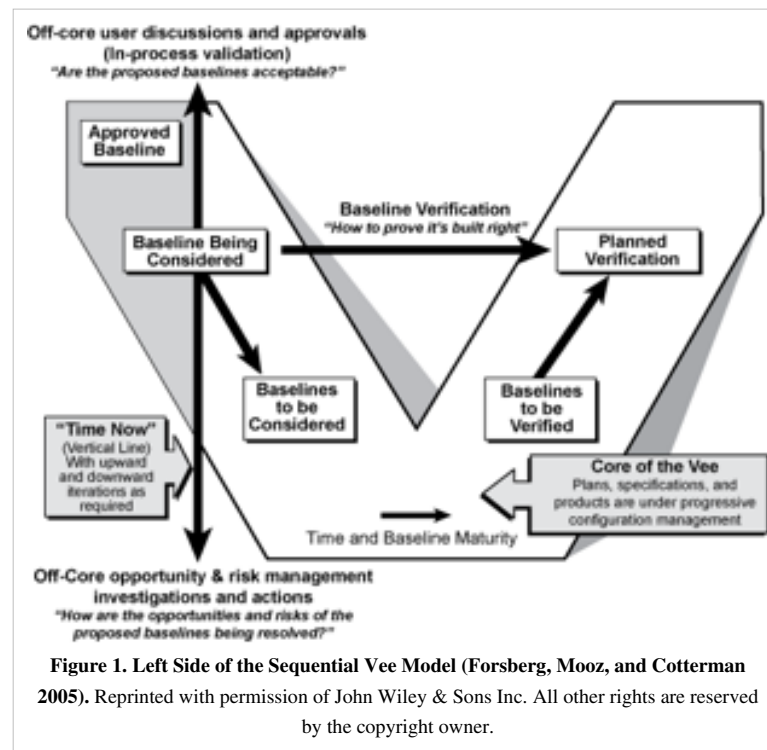 Off-core user discussions and approvals
(In-process validation)
"Are the proposed baselines acceptable?"
Approved
Baseline
Baseline Verification
"How to prove it's built right"
Baseline Being
Considered
Planned
Verification
Baselines
to be
Considered
Baselines
to be
Verified
"Time Now"
(Vertical Line)
With upward
and downward
iterations as
required
Core of the Vee
Plans, specifications, and
products are under progressive
configuration management
Time and Baseline Maturity
Off-Core opportunity & risk management
investigations and actions
"How are the opportunities and risks of the
proposed baselines being resolved?"
Figure 1. Left Side of the Sequential Vee Model (Forsberg, Mooz, and Cotterman
2005). Reprinted with permission of John Wiley & Sons Inc. All other rights are reserved
by the copyright owner.